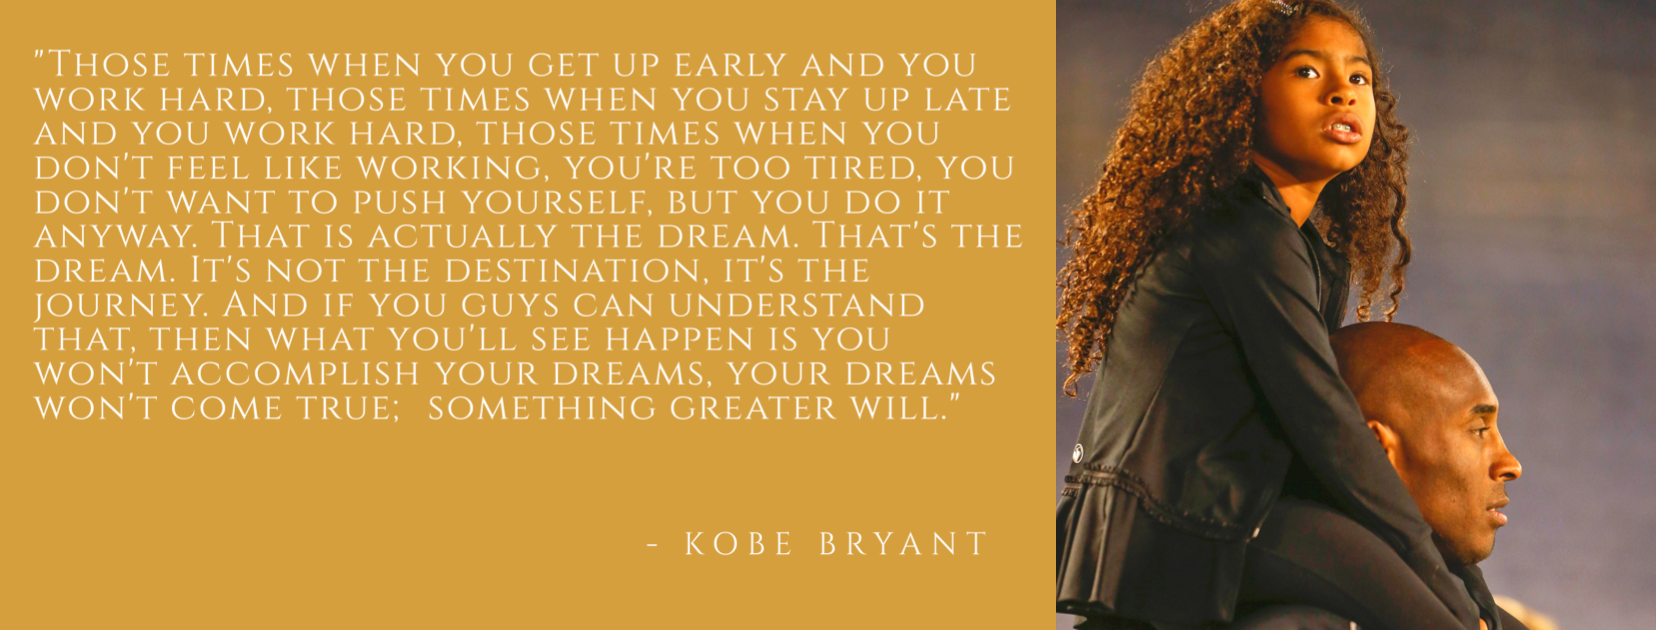 "Those times when you get up early and you
work hard, those times when you stay up late
and you work hard, those times when you
don't feel like working, you're too tired, you
don't want to push yourself, but you do it
anyway. That is actually the dream. That's the
dream. It's not the destination, it's the
journey. And if you guys can understand
that, then what you'll see happen is you
won't accomplish your dreams, your dreams
won't come true;  something greater will."
- KOBE BRYANT